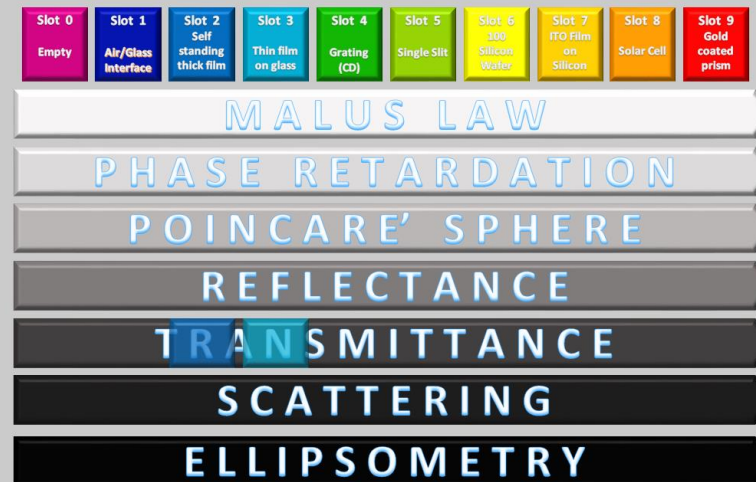 Slot 0
Empty
Slot 1
Air/Glass
Interface
Slot 2
Self
standing
thick film
Slot 3
Thin film
on glass
Slot 4
Grating
(CD)
Slot 5
Single Slit
Slot 6
100
Silicon
Wafer
Slot 7
ITO Film
on
Silicon
Slot 8
Solar Cell
Slot 9
Gold
coated
prism
MALUS LAW
PHASE RETARDATION
POINCARE’ SPHERE
REFLECTANCE
TRANSMITTANCE
SCATTERING
ELLIPSOMETRY